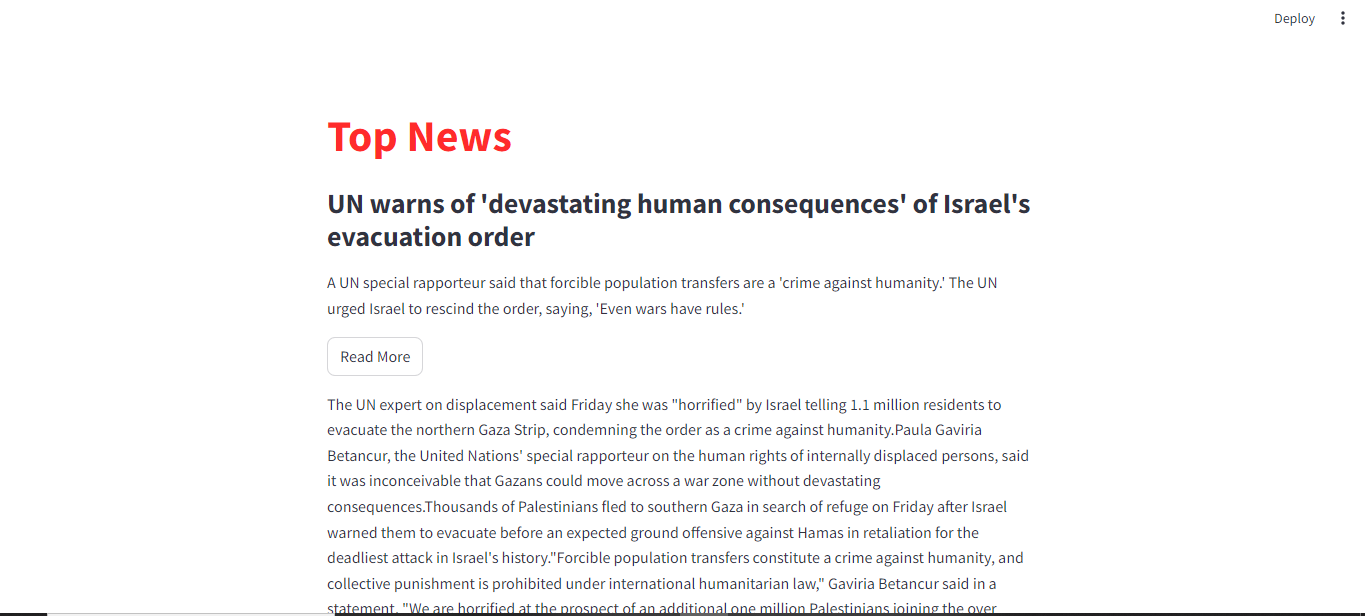 Deploy
Top News
UN warns of 'devastating human consequences' of Israel's
evacuation order
A UN special rapporteur said that forcible population transfers are a 'crime against humanity.' The UN
urged Israel to rescind the order, saying, 'Even wars have rules.'
Read More
The UN expert on displacement said Friday she was "horrified" by Israel telling 1.1 million residents to
evacuate the northern Gaza Strip, condemning the order as a crime against humanity.Paula Gaviria
Betancur, the United Nations' special rapporteur on the human rights of internally displaced persons, said
it was inconceivable that Gazans could move across a war zone without devastating
consequences.Thousands of Palestinians fled to southern Gaza in search of refuge on Friday after Israel
warned them to evacuate before an expected ground offensive against Hamas in retaliation for the
deadliest attack in Israel's history."Forcible population transfers constitute a crime against humanity, and
collective punishment is prohibited under international humanitarian law," Gaviria Betancur said in a
statement. "We are horrified at the prospect of an additional one million Palestinians joining the over